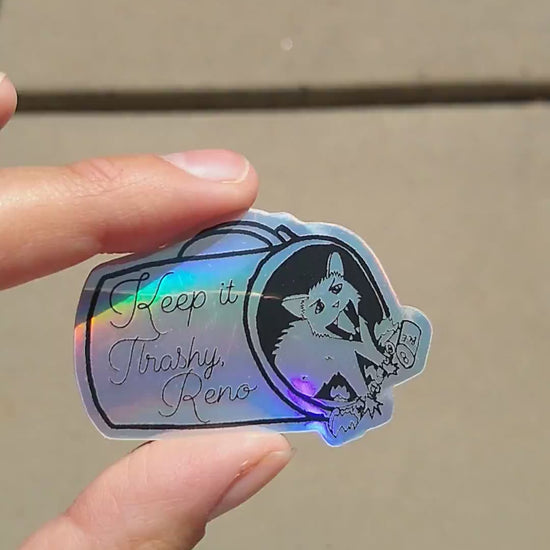 Keep it
Trashy,
Reno